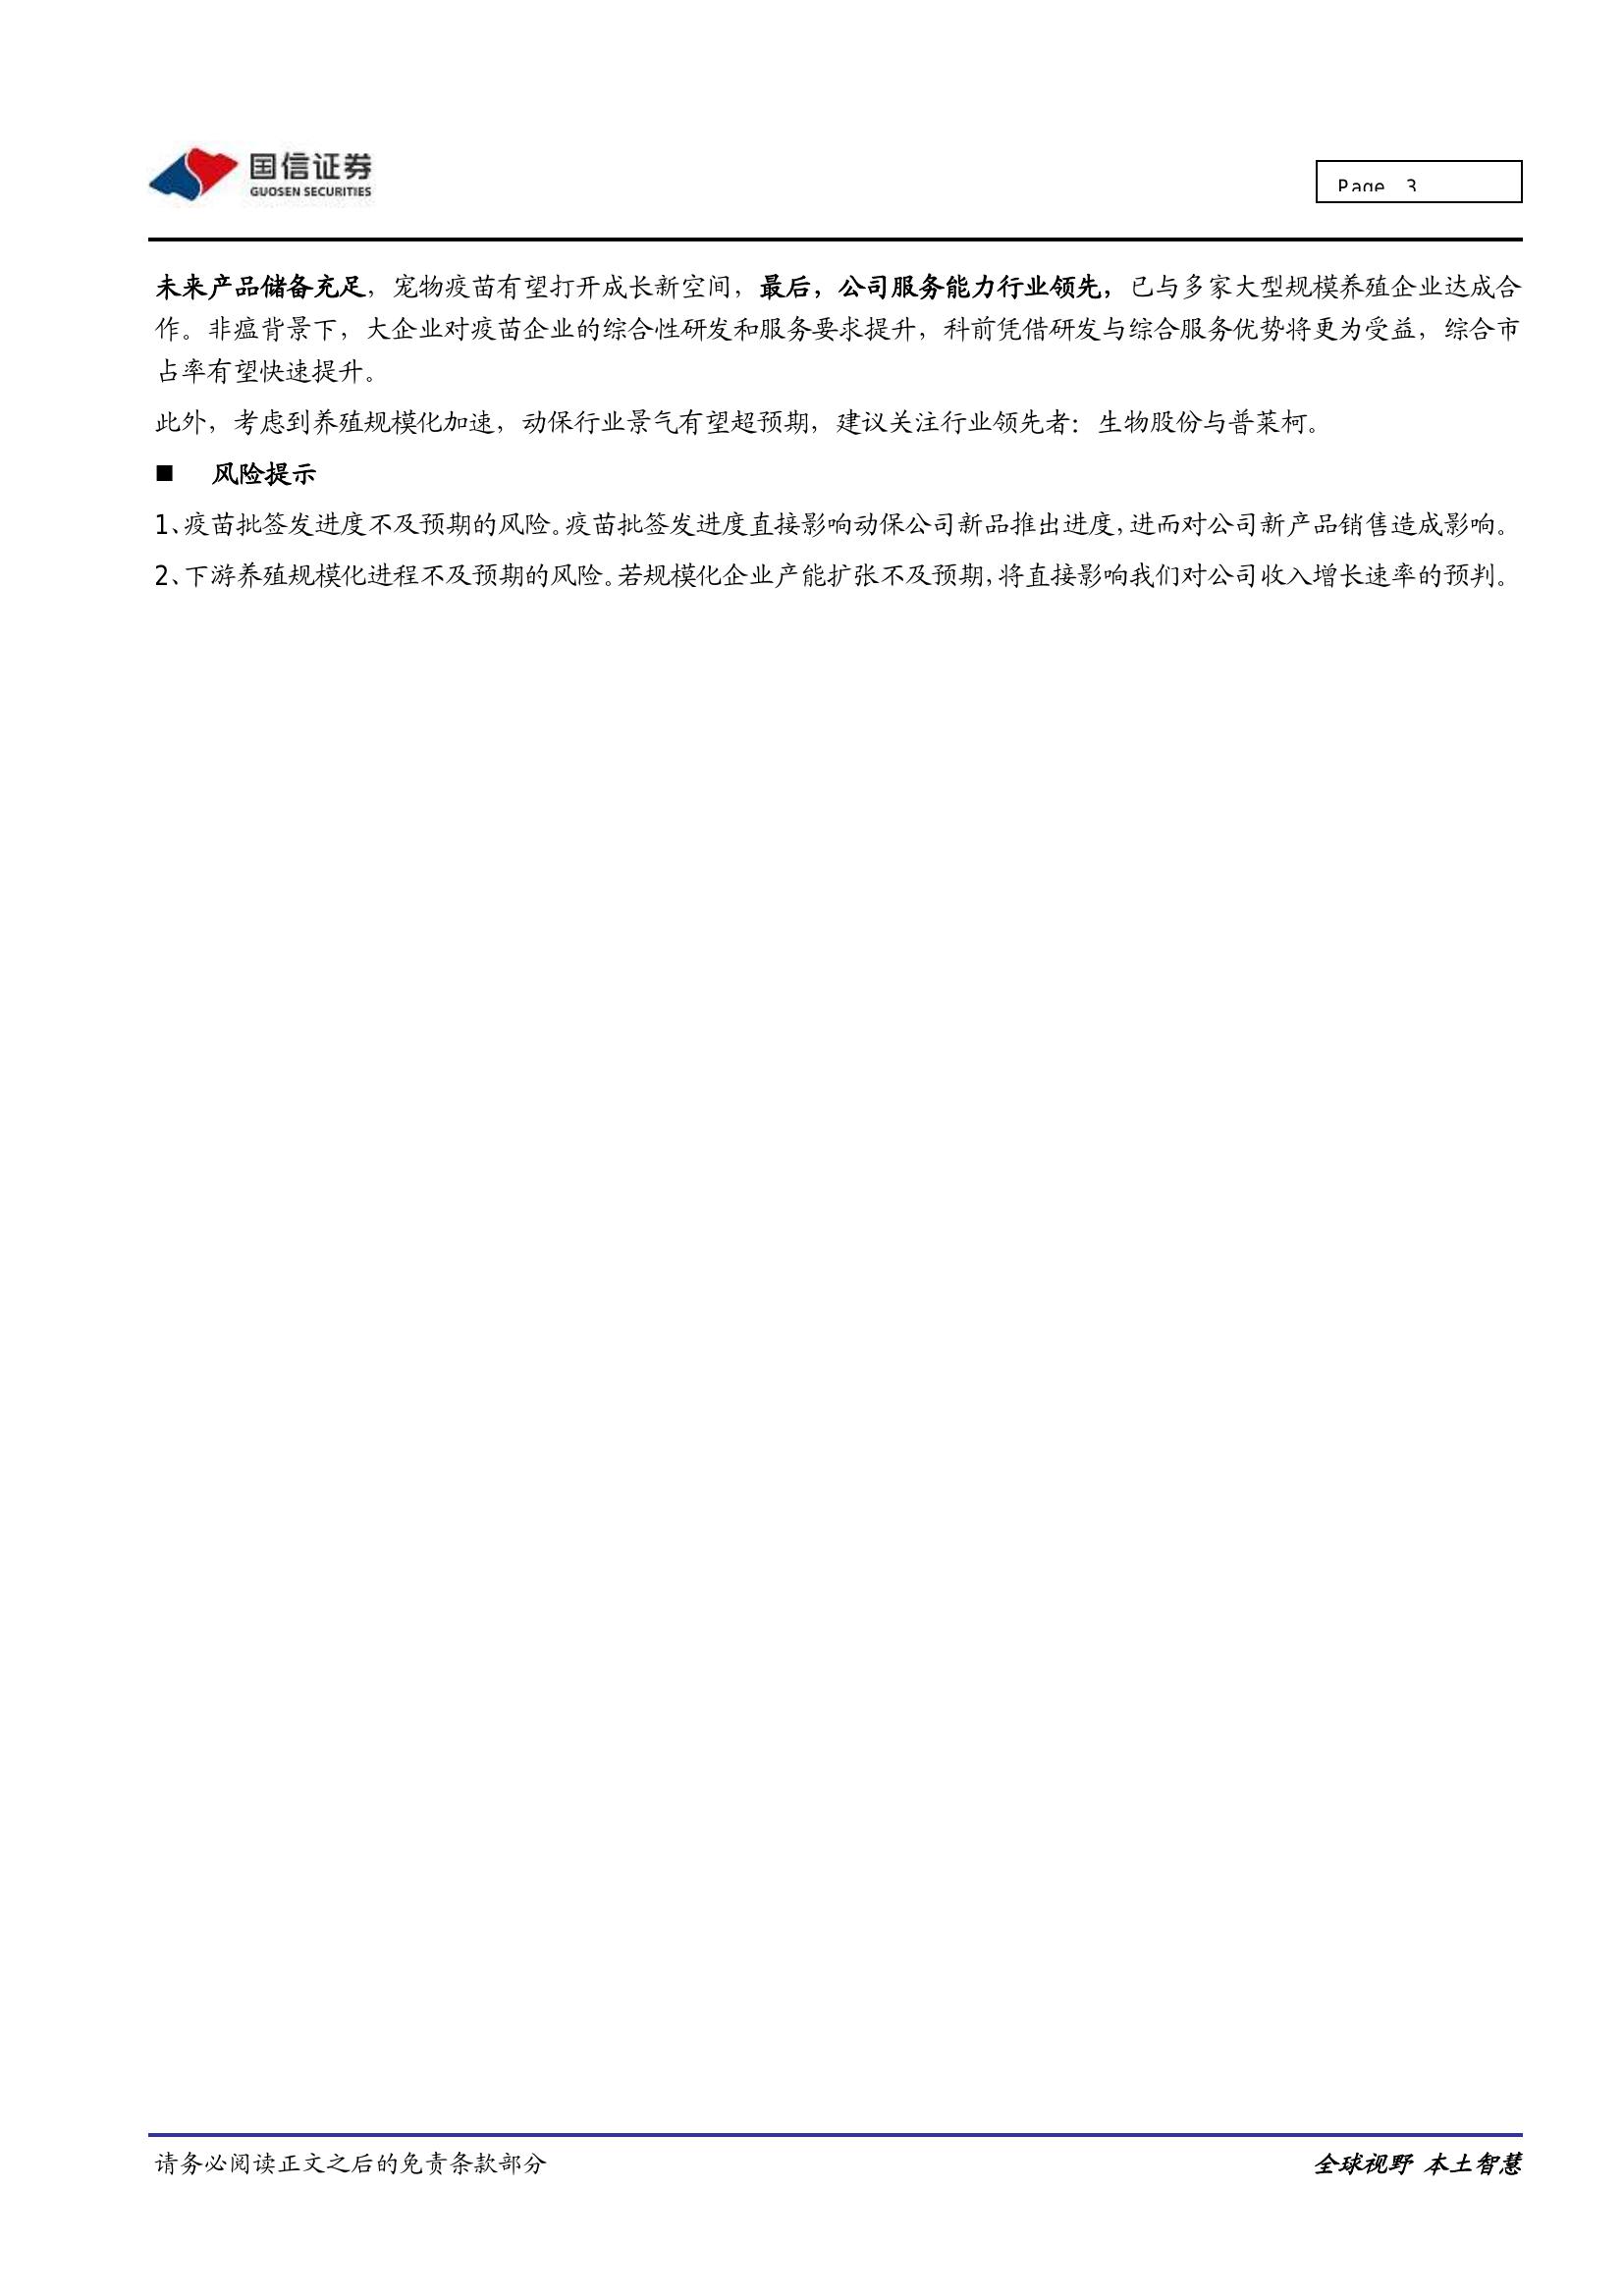 国信证券
GUOSEN SECURITIES
Page 3
未来产品储备充足，宠物疫苗有望打开成长新空间，最后，公司服务能力行业领先，已与多家大型规模养殖企业达成合
作。非瘟背景下，大企业对疫苗企业的综合性研发和服务要求提升，科前凭借研发与综合服务优势将更为受益，综合市
占率有望快速提升。
此外，考虑到养殖规模化加速，动保行业景气有望超预期，建议关注行业领先者：生物股份与普莱柯。
■ 风险提示
1、疫苗批签发进度不及预期的风险。疫苗批签发进度直接影响动保公司新品推出进度，进而对公司新产品销售造成影响。
2、下游养殖规模化进程不及预期的风险。若规模化企业产能扩张不及预期，将直接影响我们对公司收入增长速率的预判。
请务必阅读正文之后的免责条款部分
全球视野 本土智慧